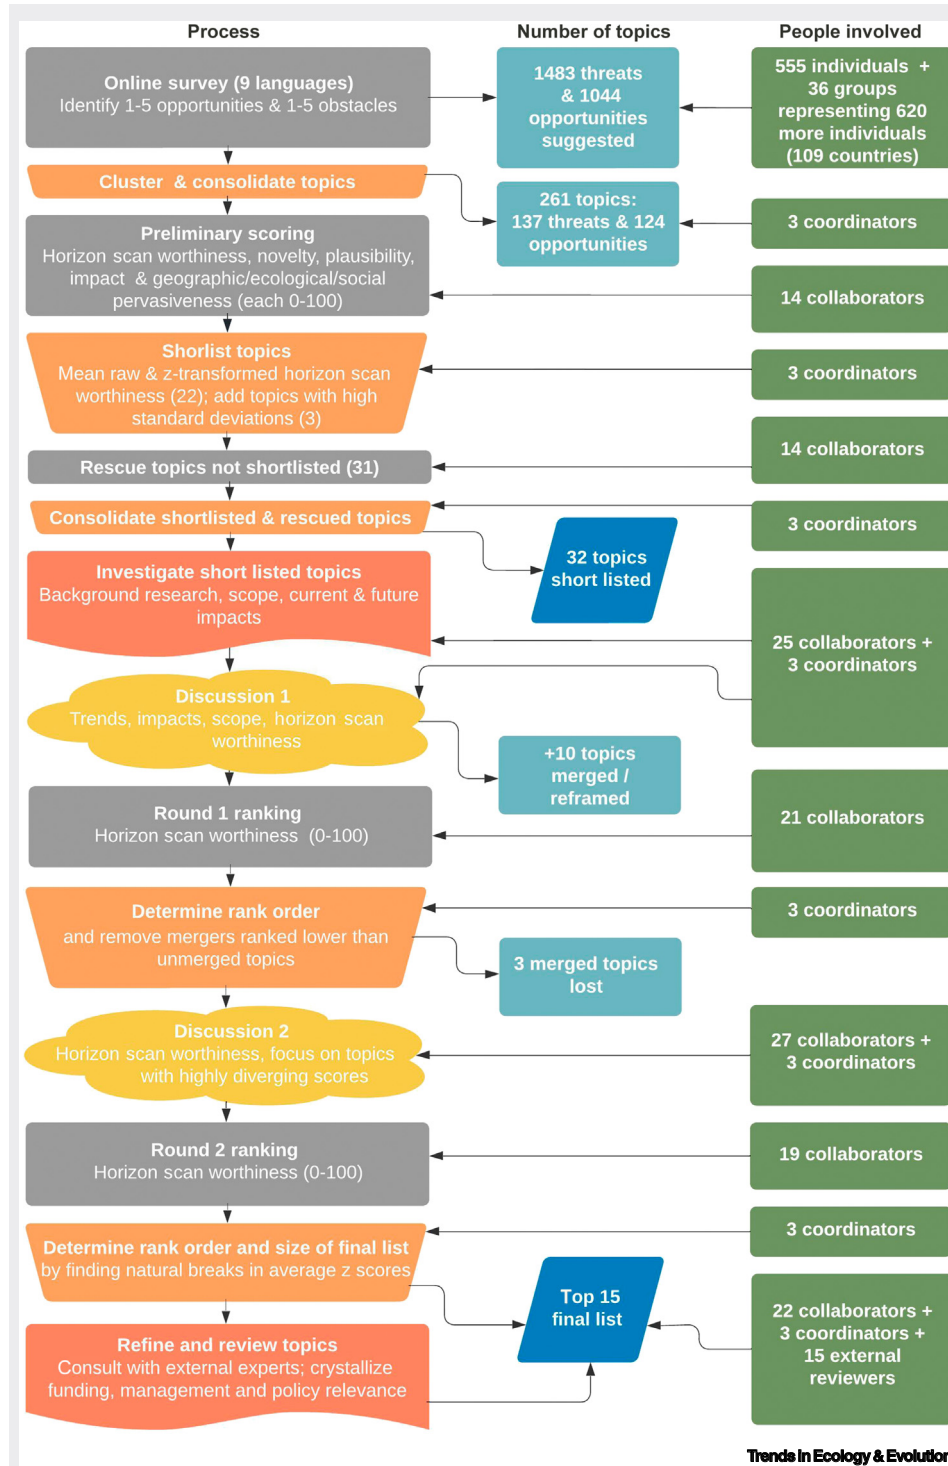 Process
Number of topics
People involved
Online survey (9 languages)
Identify 1-5 opportunities & 1-5 obstacles
1483 threats
& 1044
opportunities
suggested
555 individuals +
36 groups
representing 620
more individuals
(109 countries)
Cluster & consolidate topics
261 topics:
137 threats & 124
opportunities
3 coordinators
Preliminary scoring
Horizon scan worthiness, novelty, plausibility,
impact & geographic/ecological/social
pervasiveness (each 0-100)
14 collaborators
Shortlist topics
Mean raw & z-transformed horizon scan
worthiness (22); add topics with high
standard deviations (3)
3 coordinators
Rescue topics not shortlisted (31)
14 collaborators
Consolidate shortlisted & rescued topics
3 coordinators
32 topics
short listed
Investigate short listed topics
Background research, scope, current & future
impacts
25 collaborators +
3 coordinators
Discussion 1
Trends, impacts, scope, horizon scan
worthiness
+10 topics
merged /
reframed
Round 1 ranking
Horizon scan worthiness (0-100)
21 collaborators
Determine rank order
and remove mergers ranked lower than
unmerged topics
3 coordinators
3 merged topics
lost
Discussion 2
Horizon scan worthiness, focus on topics
with highly diverging scores
27 collaborators +
3 coordinators
Round 2 ranking
Horizon scan worthiness (0-100)
19 collaborators
Determine rank order and size of final list
by finding natural breaks in average z scores
3 coordinators
Top 15
final list
Refine and review topics
Consult with external experts; crystallize
funding, management and policy relevance
22 collaborators +
3 coordinators +
15 external
reviewers
Trends in Ecology & Evolution